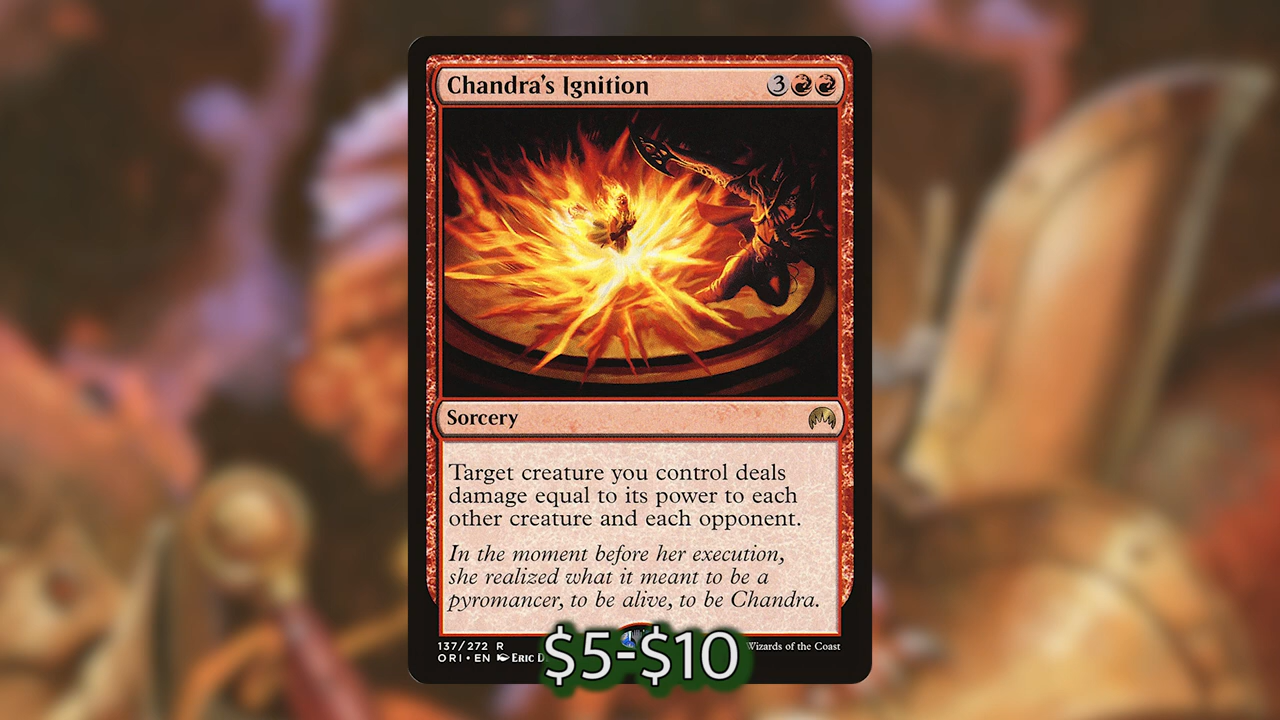 Chandra's Ignition 3
Sorcery
Target creature you control deals
damage equal to its power to each
other creature and each opponent.
In the moment before her execution,
she realized what it meant to be a
pyromancer, to be alive, to be Chandra.
137/272 R
ORI • EN ERIC
Wizards of the Coast
$5-$10